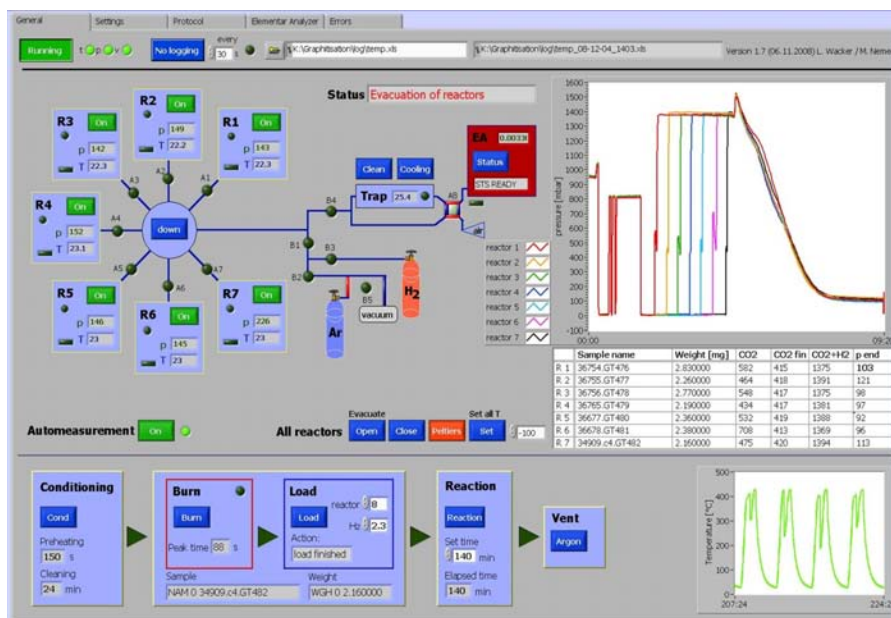 General Settings Protocol Elementar Analyzer Errors
Running t p v No logging every 30 s K:\Graphitisation\log\temp.xls K:\Graphitisation\log\temp_08-12-04_1403.xls Version 1.7 (06.11.2008) L. Wacker / M. Neme
Status Evacuation of reactors
R3 On p 142 T 22.3
R2 On p 149 T 22.2
R1 On p 143 T 22.3
R4 On p 152 T 23.1
R5 On p 146 T 23
R6 On p 145 T 23
R7 On p 226 T 23
A3 A2 A1 A4 A5 A6 A7
down
Clean Cooling
Trap 25.4
EA
Status
STS READY
B4 B1 B3 B2 B5
air
Ar vacuum H2
reactor 1
reactor 2
reactor 3
reactor 4
reactor 5
reactor 6
reactor 7
pressure [mbar]
1600
1500
1400
1300
1200
1100
1000
900
800
700
600
500
400
300
200
100
0
-100
00:00 09:20
Sample name Weight [mg] CO2 CO2 fin CO2+H2 p end
R 1 36754.GT476 2.830000 582 415 1375 103
R 2 36755.GT477 2.260000 464 418 1391 121
R 3 36756.GT478 2.770000 548 417 1375 98
R 4 36765.GT479 2.190000 434 417 1381 97
R 5 36677.GT480 2.360000 532 419 1388 92
R 6 36678.GT481 2.380000 708 413 1369 96
R 7 34909.c4.GT482 2.160000 475 420 1394 113
Automeasurement On
All reactors Evacuate Open Close Peltiers Set all T Set -100
Conditioning
Cond
Preheating
150 s
Cleaning
24 min
Burn
Burn
Peak time 88 s
Sample
NAM 0 34909.c4.GT482
Load
Load
reactor 8
H2 2.3
Action:
load finished
Weight
WGH 0 2.160000
Reaction
Reaction
Set time
140 min
Elapsed time
140 min
Vent
Argon
Temperature [°C]
500
400
300
200
100
0
207:24 224:2